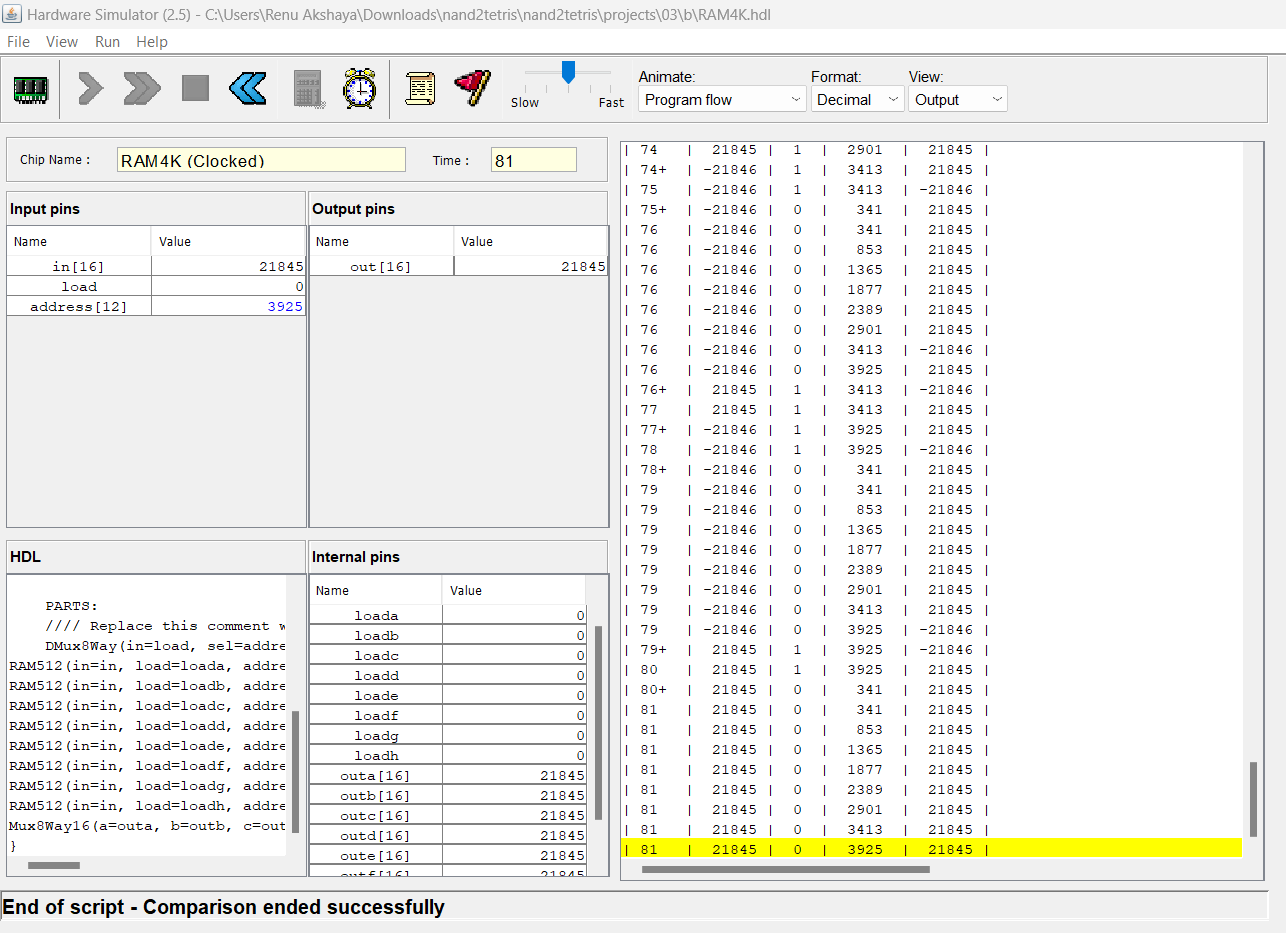 Hardware Simulator (2.5) - C:\Users\Renu Akshaya\Downloads\nand2tetris\nand2tetris\projects\03\b\RAM4K.hdl
File View Run Help
Slow Fast
Animate: Format: View:
Program flow Decimal Output
Chip Name : RAM4K (Clocked) Time : 81
Input pins
Name Value
in[16] 21845
load 0
address[12] 3925
Output pins
Name Value
out[16] 21845
HDL
PARTS:
//// Replace this comment w
DMux8Way(in=load, sel=addre
RAM512(in=in, load=loada, addre
RAM512(in=in, load=loadb, addre
RAM512(in=in, load=loadc, addre
RAM512(in=in, load=loadd, addre
RAM512(in=in, load=loade, addre
RAM512(in=in, load=loadf, addre
RAM512(in=in, load=loadg, addre
RAM512(in=in, load=loadh, addre
Mux8Way16(a=outa, b=outb, c=out
}
Internal pins
Name Value
loada 0
loadb 0
loadc 0
loadd 0
loade 0
loadf 0
loadg 0
loadh 0
outa[16] 21845
outb[16] 21845
outc[16] 21845
outd[16] 21845
oute[16] 21845
outf[16] 21845
| 74 | 21845 | 1 | 2901 | 21845 |
| 74+ | -21846 | 1 | 3413 | 21845 |
| 75 | -21846 | 1 | 3413 | -21846 |
| 75+ | -21846 | 0 | 341 | 21845 |
| 76 | -21846 | 0 | 341 | 21845 |
| 76 | -21846 | 0 | 853 | 21845 |
| 76 | -21846 | 0 | 1365 | 21845 |
| 76 | -21846 | 0 | 1877 | 21845 |
| 76 | -21846 | 0 | 2389 | 21845 |
| 76 | -21846 | 0 | 2901 | 21845 |
| 76 | -21846 | 0 | 3413 | -21846 |
| 76 | -21846 | 0 | 3925 | 21845 |
| 76+ | 21845 | 1 | 3413 | -21846 |
| 77 | 21845 | 1 | 3413 | 21845 |
| 77+ | -21846 | 1 | 3925 | 21845 |
| 78 | -21846 | 1 | 3925 | -21846 |
| 78+ | -21846 | 0 | 341 | 21845 |
| 79 | -21846 | 0 | 341 | 21845 |
| 79 | -21846 | 0 | 853 | 21845 |
| 79 | -21846 | 0 | 1365 | 21845 |
| 79 | -21846 | 0 | 1877 | 21845 |
| 79 | -21846 | 0 | 2389 | 21845 |
| 79 | -21846 | 0 | 2901 | 21845 |
| 79 | -21846 | 0 | 3413 | 21845 |
| 79 | -21846 | 0 | 3925 | -21846 |
| 79+ | 21845 | 1 | 3925 | -21846 |
| 80 | 21845 | 1 | 3925 | 21845 |
| 80+ | 21845 | 0 | 341 | 21845 |
| 81 | 21845 | 0 | 341 | 21845 |
| 81 | 21845 | 0 | 853 | 21845 |
| 81 | 21845 | 0 | 1365 | 21845 |
| 81 | 21845 | 0 | 1877 | 21845 |
| 81 | 21845 | 0 | 2389 | 21845 |
| 81 | 21845 | 0 | 2901 | 21845 |
| 81 | 21845 | 0 | 3413 | 21845 |
| 81 | 21845 | 0 | 3925 | 21845 |
End of script - Comparison ended successfully